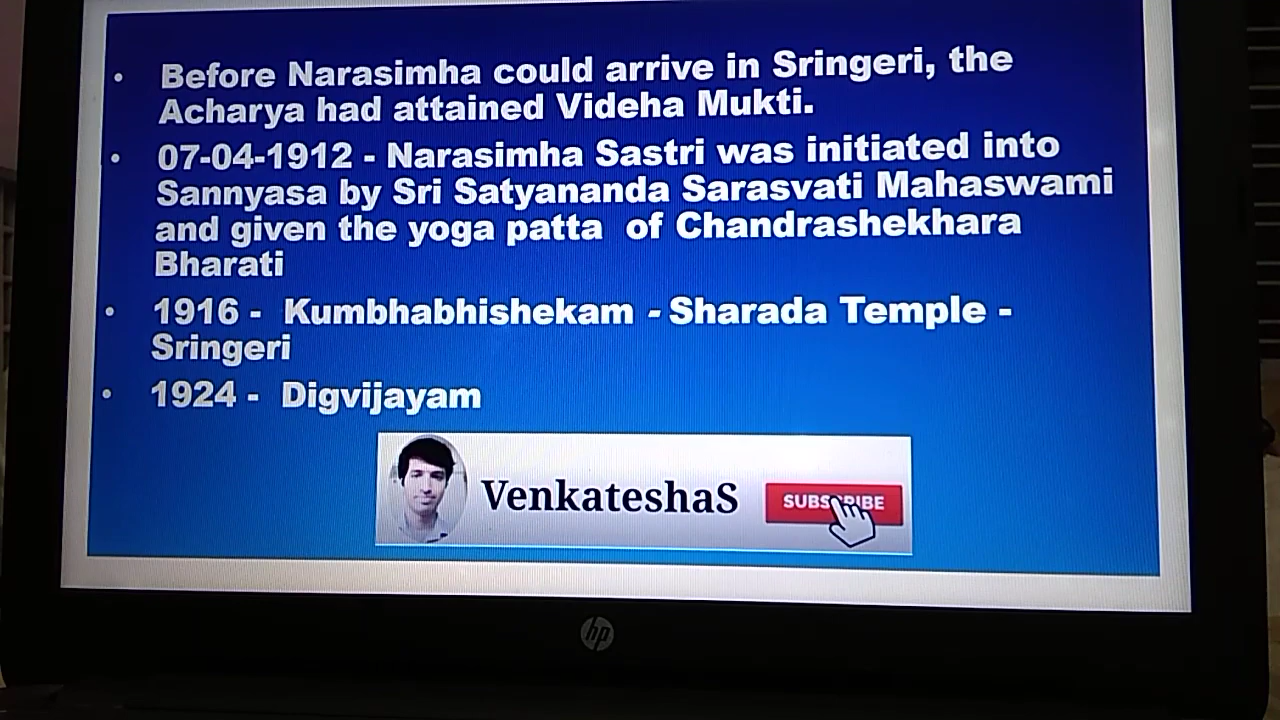 • Before Narasimha could arrive in Sringeri, the
Acharya had attained Videha Mukti.
• 07-04-1912 - Narasimha Sastri was initiated into
Sannyasa by Sri Satyananda Sarasvati Mahaswami
and given the yoga patta of Chandrashekhara
Bharati
• 1916 - Kumbhabhishekam - Sharada Temple -
Sringeri
• 1924 - Digvijayam
VenkateshaS
SUBSCRIBE
hp